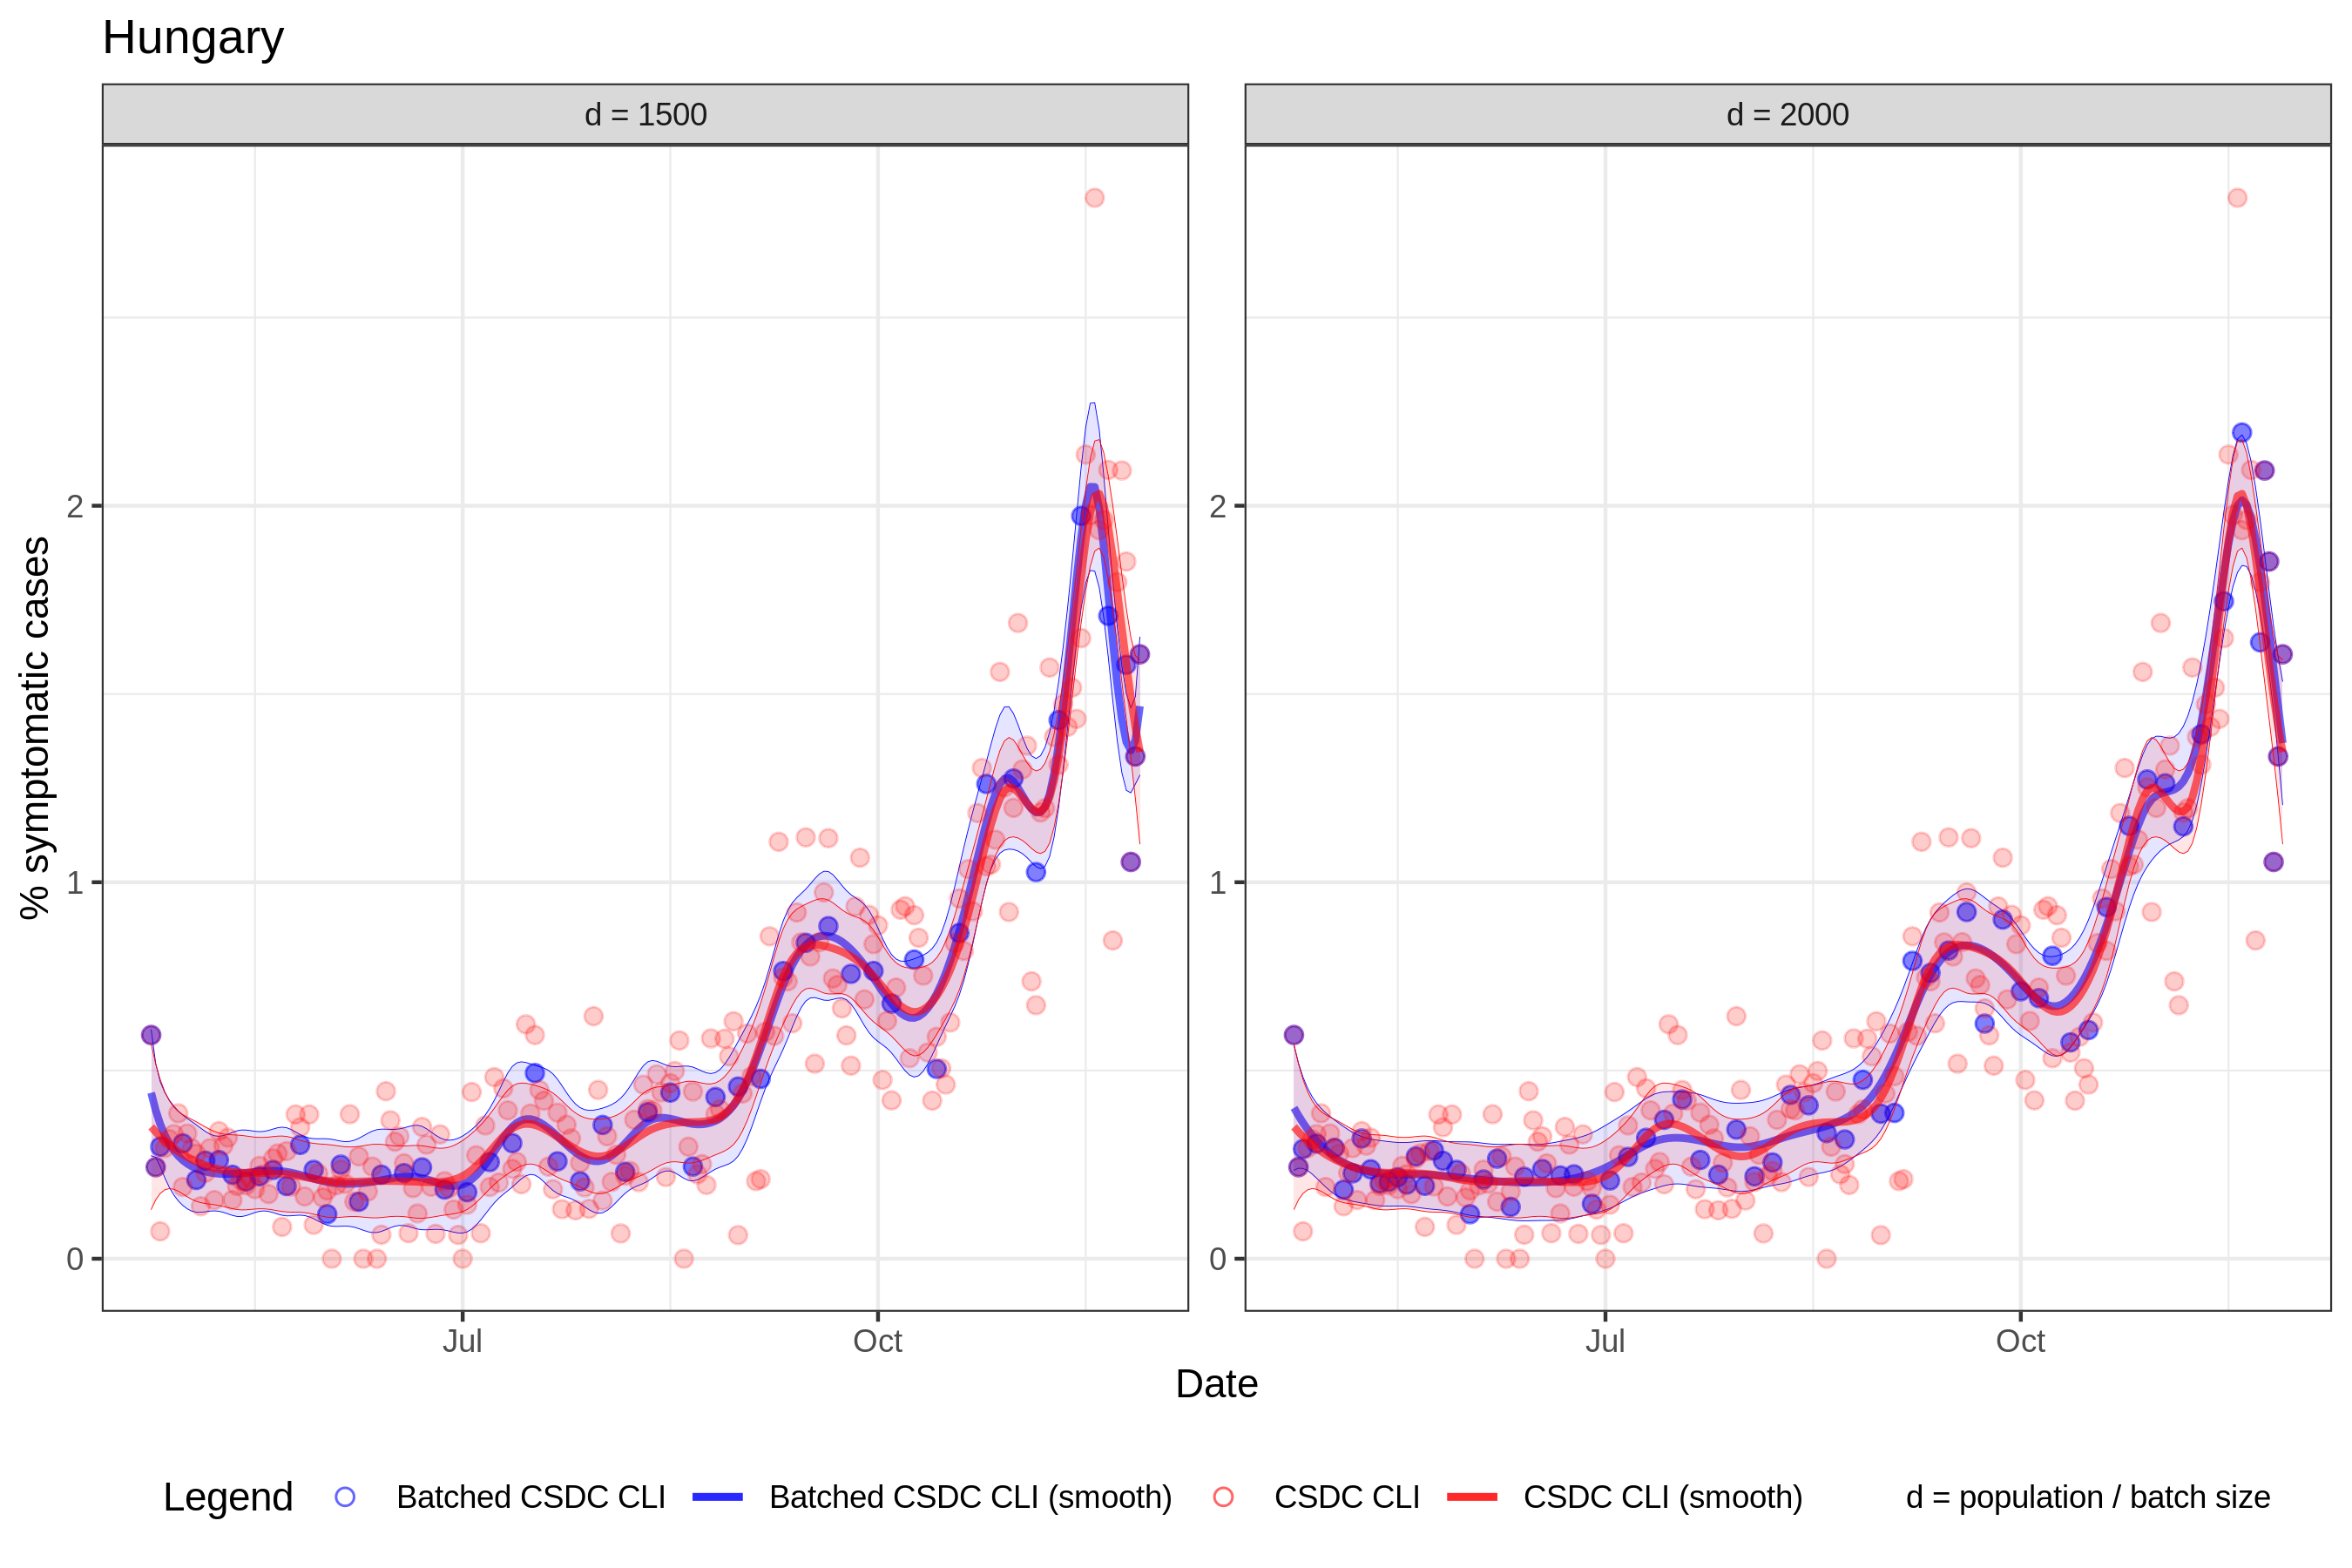 Hungary
d = 1500
d = 2000
% symptomatic cases
2
1
0
2
1
0
Jul
Oct
Jul
Oct
Date
Legend
Batched CSDC CLI
Batched CSDC CLI (smooth)
CSDC CLI
CSDC CLI (smooth)
d = population / batch size